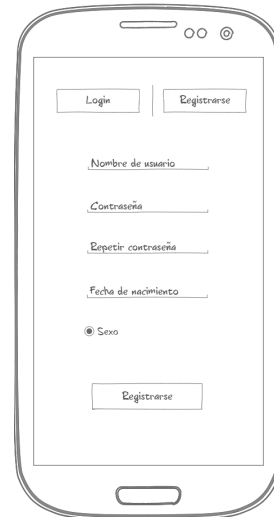 Login
Registrarse
Nombre de usuario
Contraseña
Repetir contraseña
Fecha de nacimiento
Sexo
Registrarse